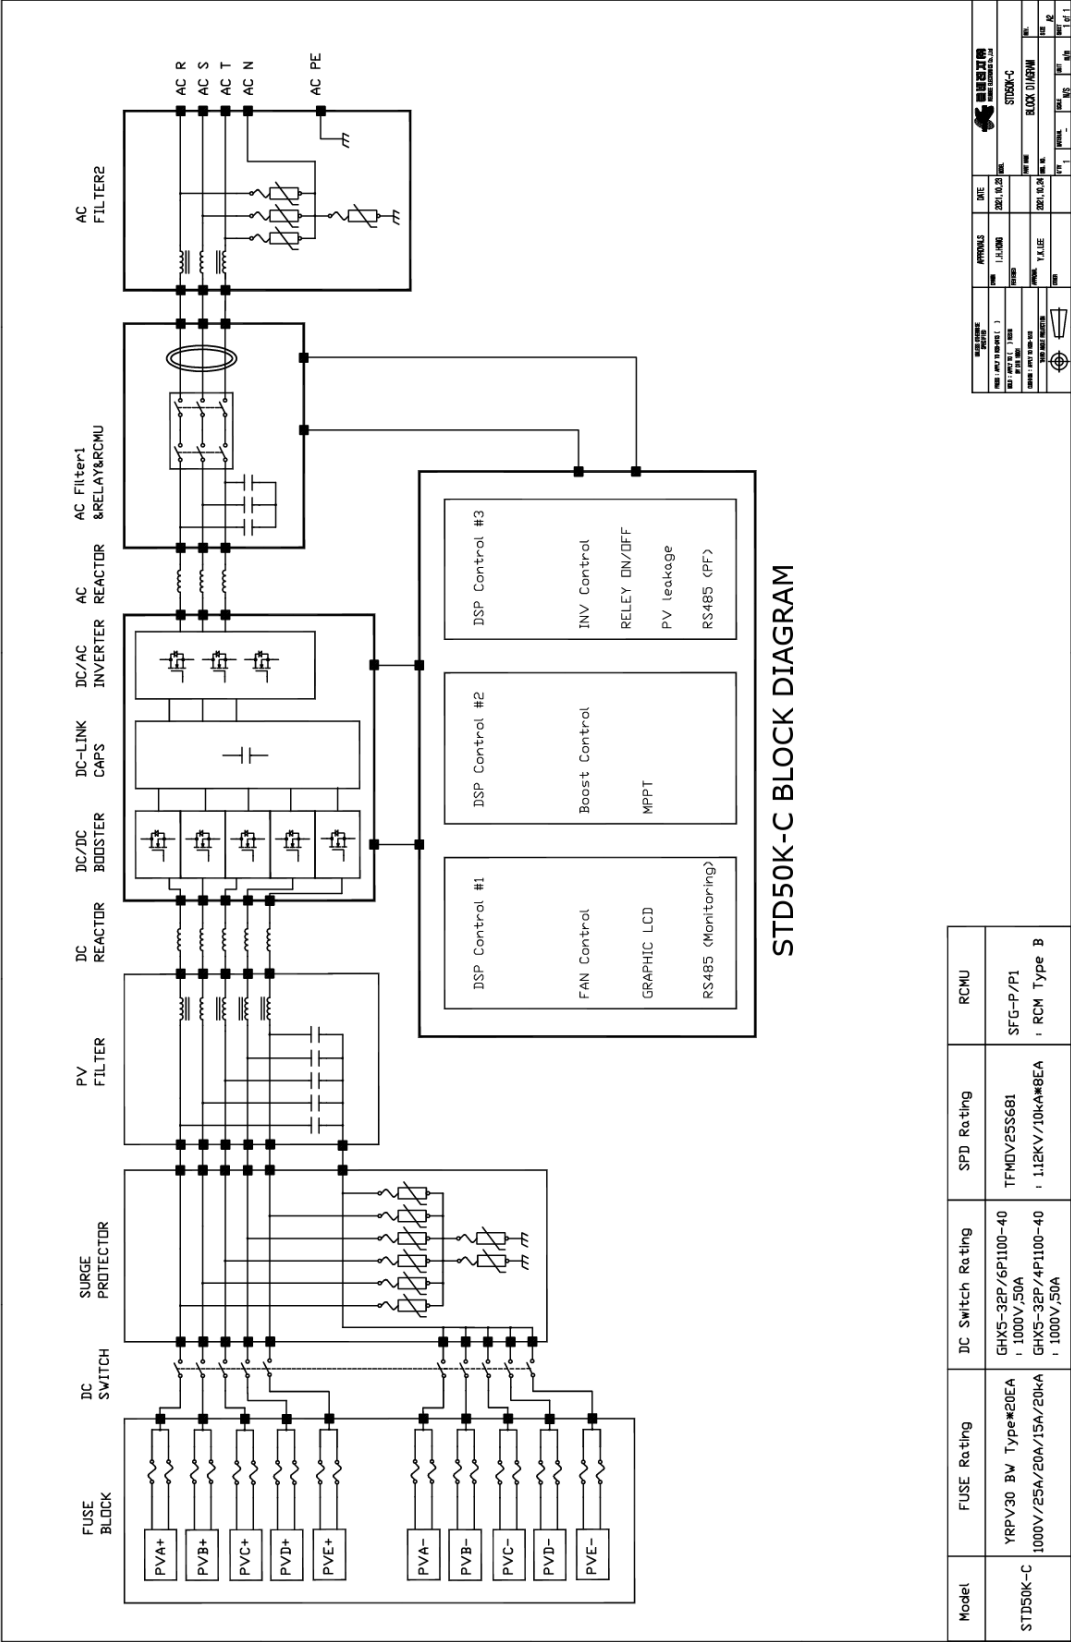 FUSE
BLOCK
DC
SWITCH
SURGE
PROTECTOR
PV
FILTER
DC
REACTOR
DC/DC
BOOSTER
DC-LINK
CAPS
DC/AC
INVERTER
AC
REACTOR
AC Filter1
&RELAY&RCMU
AC
FILTER2
PVA+
PVB+
PVC+
PVD+
PVE+
PVA-
PVB-
PVC-
PVD-
PVE-
AC R
AC S
AC T
AC N
AC PE
DSP Control #1
FAN Control
GRAPHIC LCD
RS485 (Monitoring)
DSP Control #2
Boost Control
MPPT
DSP Control #3
INV Control
RELEY ON/OFF
PV leakage
RS485 (PF)
STD50K-C BLOCK DIAGRAM
Model
FUSE Rating
DC Switch Rating
SPD Rating
RCMU
STD50K-C
YRPV30 BW Type*20EA
1000V/25A/20A/15A/20kA
GHX5-32P/6P1100-40
: 1000V,50A
GHX5-32P/4P1100-40
: 1000V,50A
TFMOV25S681
: 1.12KV/10kA*8EA
SFG-P/P1
: RCM Type B
APPROVALS
DATE
I.H.HONG
2021.10.23
Y.K.LEE
2021.10.24
STD50K-C
BLOCK DIAGRAM
SIZE
A2
1
-
N/S
1 of 1